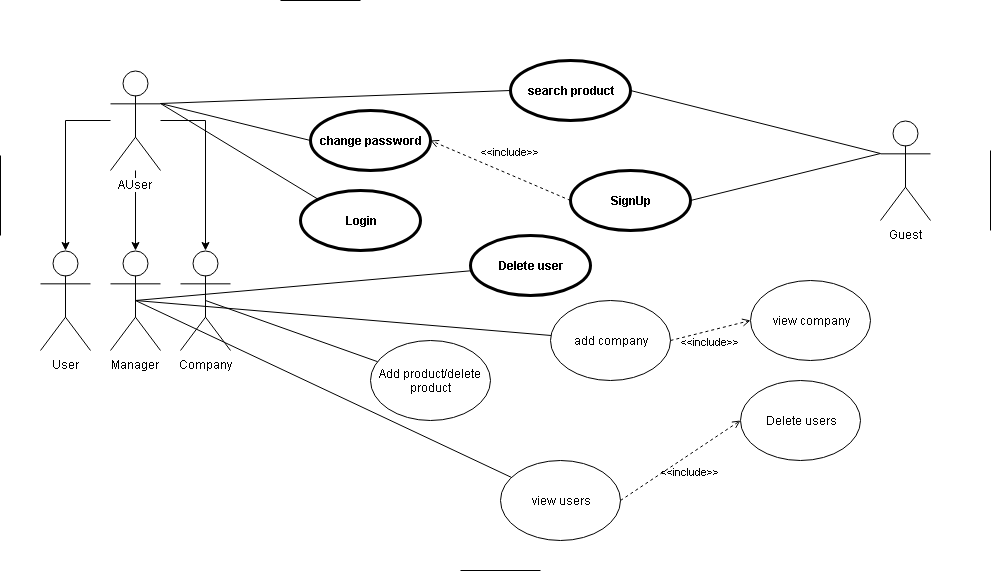 search product
change password
<<include>>
AUser
SignUp
Login
Guest
Delete user
view company
add company
<<include>>
User
Manager
Company
Add product/delete
product
Delete users
<<include>>
view users